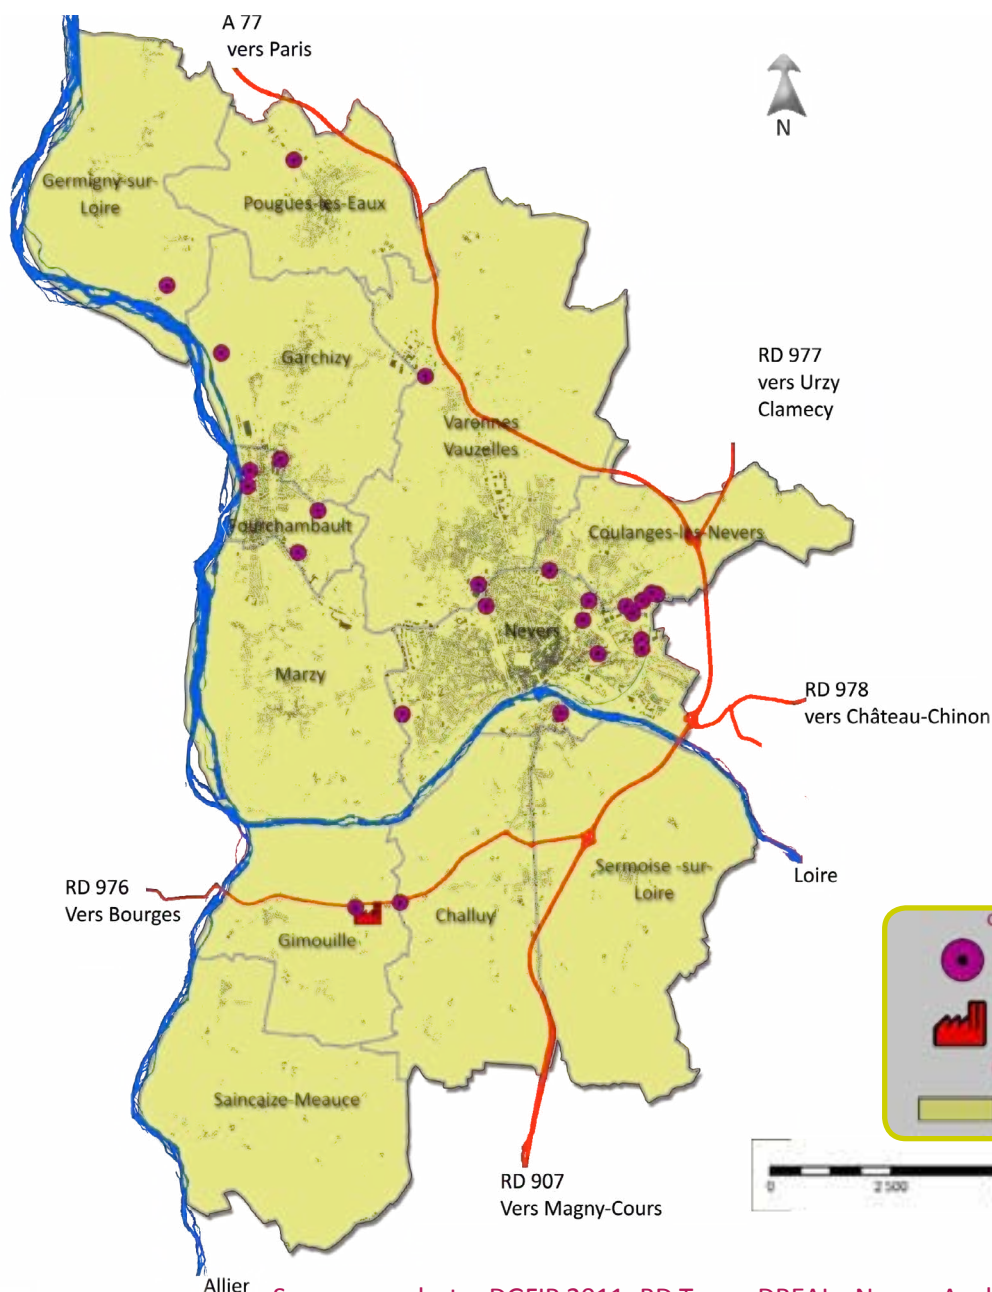 A 77
vers Paris
N
Germigny-sur-
Loire
Pougues-les-Eaux
Garchizy
RD 977
vers Urzy
Clamecy
Varennes
Vauzelles
Fourchambault
Coulanges-les-Nevers
Nevers
Marzy
RD 978
vers Château-Chinon
Sermoise -sur-
Loire
Loire
RD 976
Vers Bourges
Challuy
Gimouille
Saincaize-Meauce
RD 907
Vers Magny-Cours
0 2 500
Allier